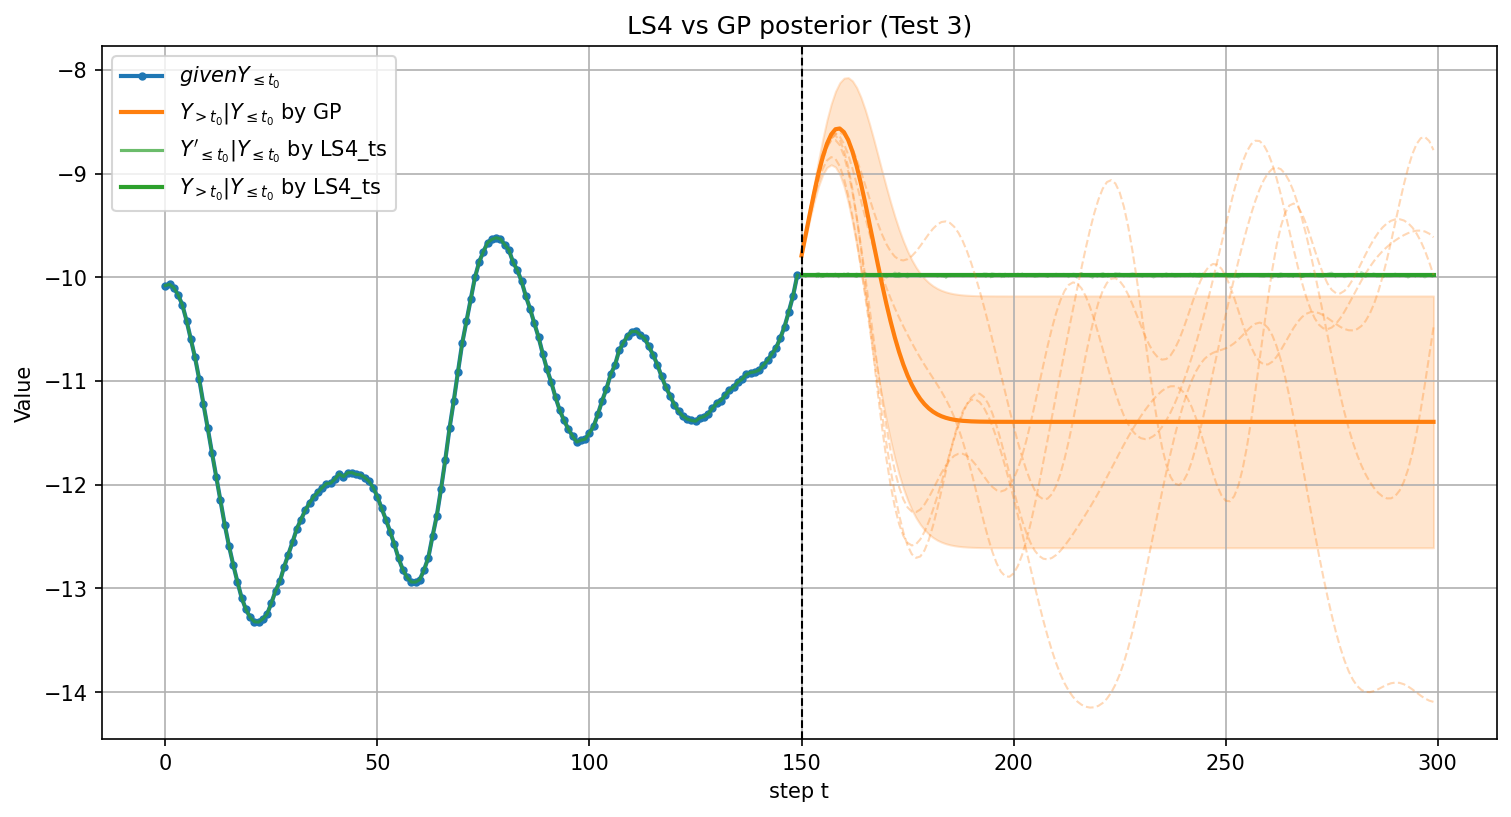 LS4 vs GP posterior (Test 3)
givenY≤t₀
Y>t₀|Y≤t₀ by GP
Y′≤t₀|Y≤t₀ by LS4_ts
Y>t₀|Y≤t₀ by LS4_ts
Value
−8
−9
−10
−11
−12
−13
−14
0 50 100 150 200 250 300
step t